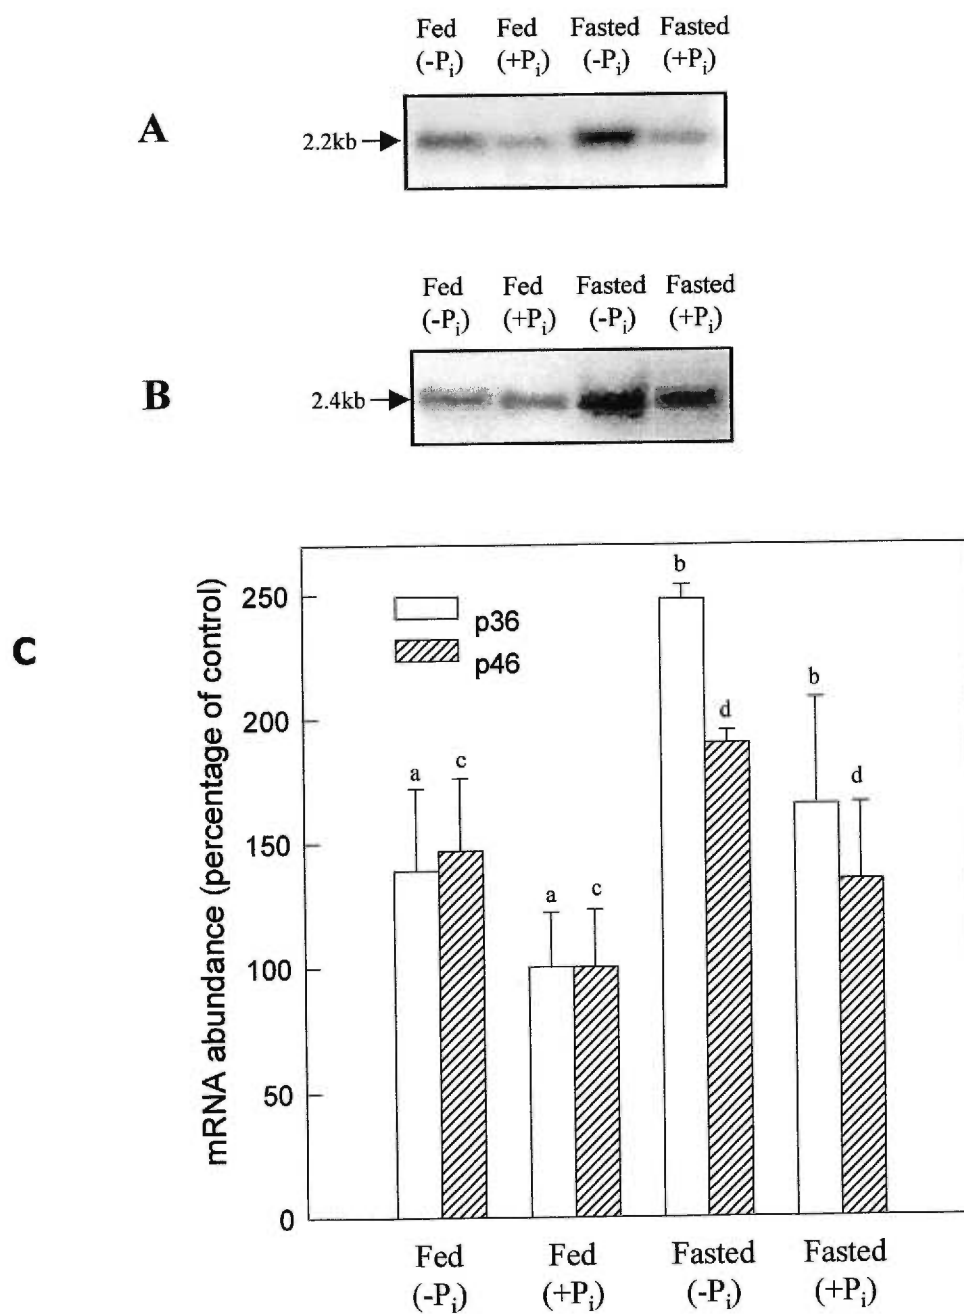 Fed Fed Fasted Fasted
(-Pi) (+Pi) (-Pi) (+Pi)
A
2.2kb
Fed Fed Fasted Fasted
(-Pi) (+Pi) (-Pi) (+Pi)
B
2.4kb
C
mRNA abundance (percentage of control)
250
200
150
100
50
0
p36
p46
a c a c b d b d
Fed Fed Fasted Fasted
(-Pi) (+Pi) (-Pi) (+Pi)